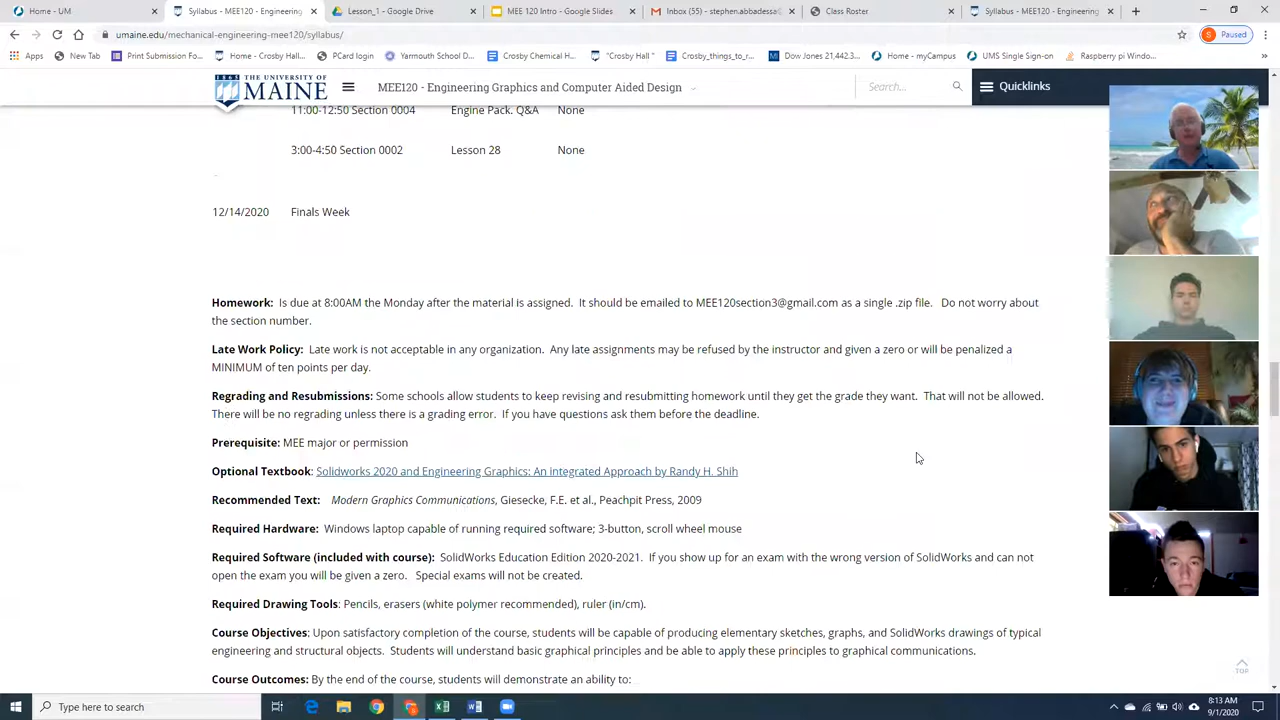 Home - UM
Syllabus - MEE120 - Engineering
Lesson_1 - Google Drive
MEE 120 Intro - Google Slides
Inbox (55) - stephen.abbadessa@
Class Roster
Syllabus - MEE120 - Engineering
umaine.edu/mechanical-engineering-mee120/syllabus/
Paused
Apps
New Tab
No Issues
Print Submission Fo...
Home - Crosby Hall...
PCard login
Yarmouth School D...
Crosby Chemical H...
"Crosby Hall "
Crosby_things_to_r...
Dow Jones 21,442.3...
Home - myCampus
UMS Single Sign-on
Raspberry pi Window...
1865 THE UNIVERSITY OF
MAINE
MEE120 - Engineering Graphics and Computer Aided Design
Search...
Quicklinks
11:00-12:50 Section 0004 Engine Pack. Q&A None
3:00-4:50 Section 0002 Lesson 28 None
12/14/2020 Finals Week
Homework: Is due at 8:00AM the Monday after the material is assigned. It should be emailed to MEE120section3@gmail.com as a single .zip file. Do not worry about
the section number.
Late Work Policy: Late work is not acceptable in any organization. Any late assignments may be refused by the instructor and given a zero or will be penalized a
MINIMUM of ten points per day.
Regrading and Resubmissions: Some schools allow students to keep revising and resubmitting homework until they get the grade they want. That will not be allowed.
There will be no regrading unless there is a grading error. If you have questions ask them before the deadline.
Prerequisite: MEE major or permission
Optional Textbook: Solidworks 2020 and Engineering Graphics: An integrated Approach by Randy H. Shih
Recommended Text: Modern Graphics Communications, Giesecke, F.E. et al., Peachpit Press, 2009
Required Hardware: Windows laptop capable of running required software; 3-button, scroll wheel mouse
Required Software (included with course): SolidWorks Education Edition 2020-2021. If you show up for an exam with the wrong version of SolidWorks and can not
open the exam you will be given a zero. Special exams will not be created.
Required Drawing Tools: Pencils, erasers (white polymer recommended), ruler (in/cm).
Course Objectives: Upon satisfactory completion of the course, students will be capable of producing elementary sketches, graphs, and SolidWorks drawings of typical
engineering and structural objects. Students will understand basic graphical principles and be able to apply these principles to graphical communications.
Course Outcomes: By the end of the course, students will demonstrate an ability to:
TOP
Type here to search
8:13 AM
9/1/2020